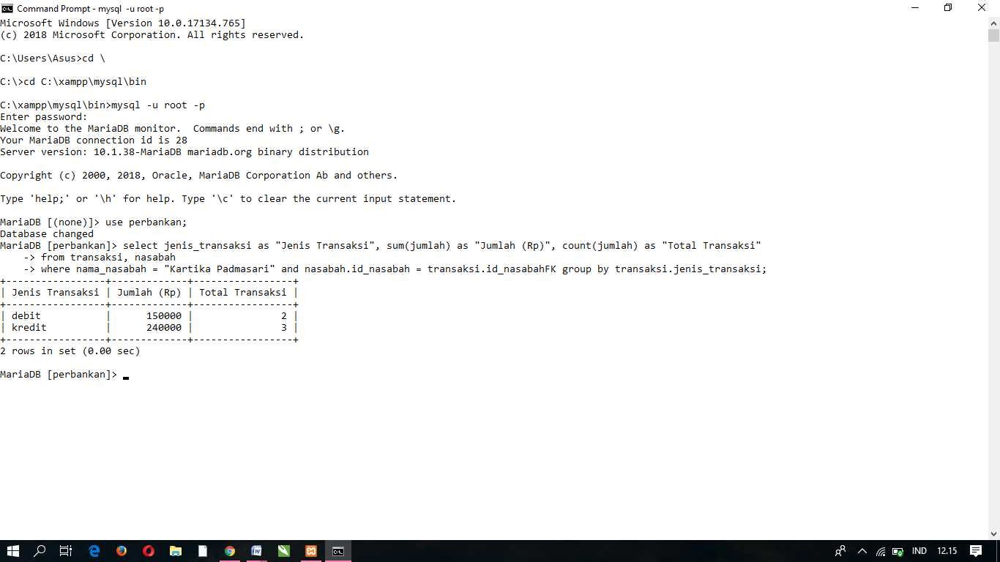 Command Prompt - mysql  -u root -p
Microsoft Windows [Version 10.0.17134.765]
(c) 2018 Microsoft Corporation. All rights reserved.
C:\Users\Asus>cd \
C:\>cd C:\xampp\mysql\bin
C:\xampp\mysql\bin>mysql -u root -p
Enter password:
Welcome to the MariaDB monitor.  Commands end with ; or \g.
Your MariaDB connection id is 28
Server version: 10.1.38-MariaDB mariadb.org binary distribution
Copyright (c) 2000, 2018, Oracle, MariaDB Corporation Ab and others.
Type 'help;' or '\h' for help. Type '\c' to clear the current input statement.
MariaDB [(none)]> use perbankan;
Database changed
MariaDB [perbankan]> select jenis_transaksi as "Jenis Transaksi", sum(jumlah) as "Jumlah (Rp)", count(jumlah) as "Total Transaksi"
    -> from transaksi, nasabah
    -> where nama_nasabah = "Kartika Padmasari" and nasabah.id_nasabah = transaksi.id_nasabahFK group by transaksi.jenis_transaksi;
+-----------------+-------------+-----------------+
| Jenis Transaksi | Jumlah (Rp) | Total Transaksi |
+-----------------+-------------+-----------------+
| debit           |      150000 |               2 |
| kredit          |      240000 |               3 |
+-----------------+-------------+-----------------+
2 rows in set (0.00 sec)
MariaDB [perbankan]> _
IND 12.15